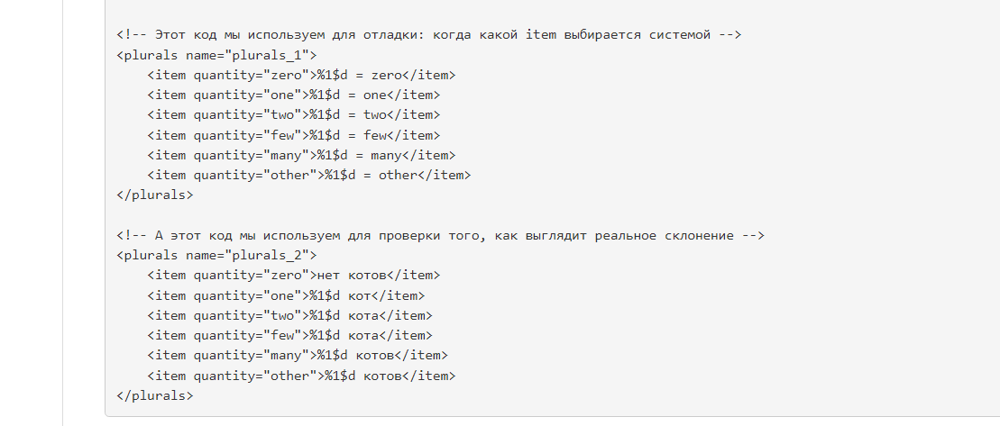 <!-- Этот код мы используем для отладки: когда какой item выбирается системой -->
<plurals name="plurals_1">
    <item quantity="zero">%1$d = zero</item>
    <item quantity="one">%1$d = one</item>
    <item quantity="two">%1$d = two</item>
    <item quantity="few">%1$d = few</item>
    <item quantity="many">%1$d = many</item>
    <item quantity="other">%1$d = other</item>
</plurals>

<!-- А этот код мы используем для проверки того, как выглядит реальное склонение -->
<plurals name="plurals_2">
    <item quantity="zero">нет котов</item>
    <item quantity="one">%1$d кот</item>
    <item quantity="two">%1$d кота</item>
    <item quantity="few">%1$d кота</item>
    <item quantity="many">%1$d котов</item>
    <item quantity="other">%1$d котов</item>
</plurals>